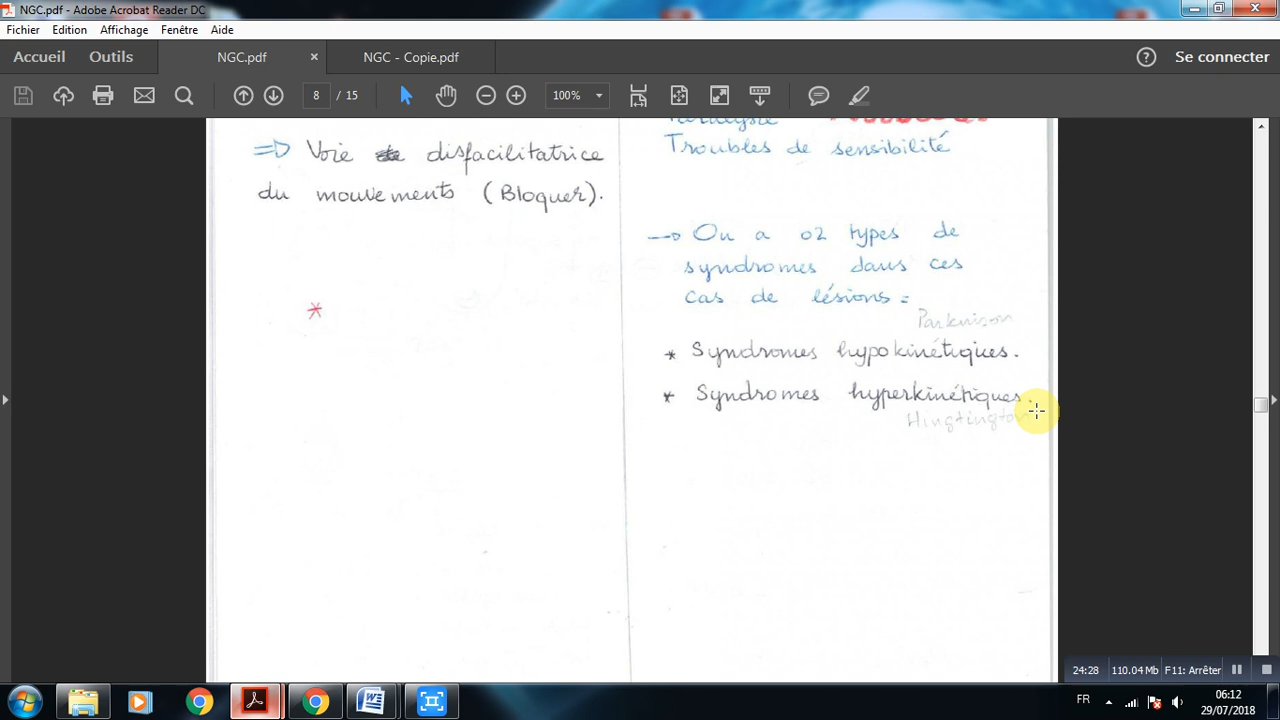 NGC.pdf - Adobe Acrobat Reader DC
Fichier Edition Affichage Fenêtre Aide
Accueil Outils NGC.pdf × NGC - Copie.pdf Se connecter
8 / 15 100%
⇒ Voie disfacilitatrice
du mouvements (Bloquer).
*
Troubles de sensibilité
→ On a 02 types de
syndromes dans ces
cas de lésions =
Parkinson
* Syndromes hypokinétiques.
* Syndromes hyperkinétiques.
Hingtington
24:28 110.04 Mb F11: Arrêter
FR 06:12
29/07/2018